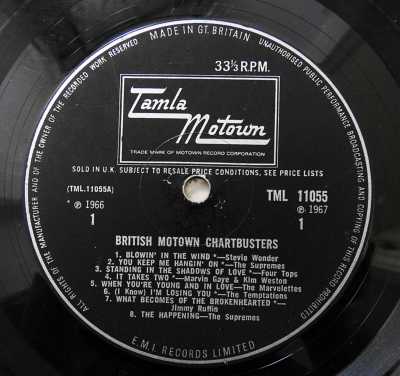 MADE IN GT. BRITAIN
ALL RIGHTS OF THE MANUFACTURER AND OF THE OWNER OF THE RECORDED WORK RESERVED
UNAUTHORISED PUBLIC PERFORMANCE BROADCASTING AND COPYING OF THIS RECORD PROHIBITED
33⅓ R.P.M.
Tamla
Motown
TRADE MARK OF MOTOWN RECORD CORPORATION
SOLD IN U.K. SUBJECT TO RESALE PRICE CONDITIONS, SEE PRICE LISTS
(TML.11055A) TML 11055
* ℗ 1966 ℗ 1967
1 1
BRITISH MOTOWN CHARTBUSTERS
1. BLOWIN' IN THE WIND *—Stevie Wonder
2. YOU KEEP ME HANGIN' ON *—The Supremes
3. STANDING IN THE SHADOWS OF LOVE *—Four Tops
4. IT TAKES TWO *—Marvin Gaye & Kim Weston
5. WHEN YOU'RE YOUNG AND IN LOVE—The Marvelettes
6. (I Know) I'M LOSING YOU *—The Temptations
7. WHAT BECOMES OF THE BROKENHEARTED *—
Jimmy Ruffin
8. THE HAPPENING—The Supremes
E.M.I. RECORDS LIMITED